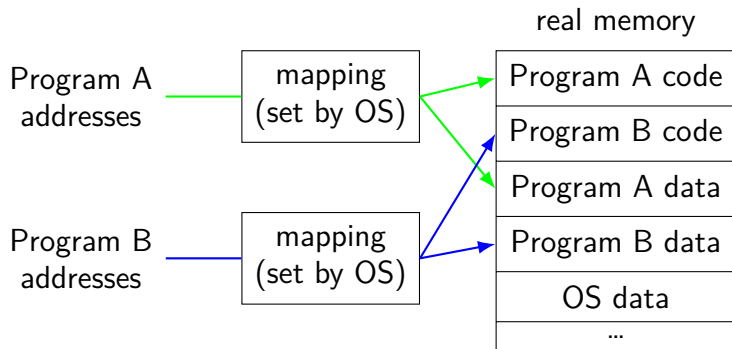 real memory
Program A
addresses
mapping
(set by OS)
Program A code
Program B code
Program A data
Program B
addresses
mapping
(set by OS)
Program B data
OS data
...